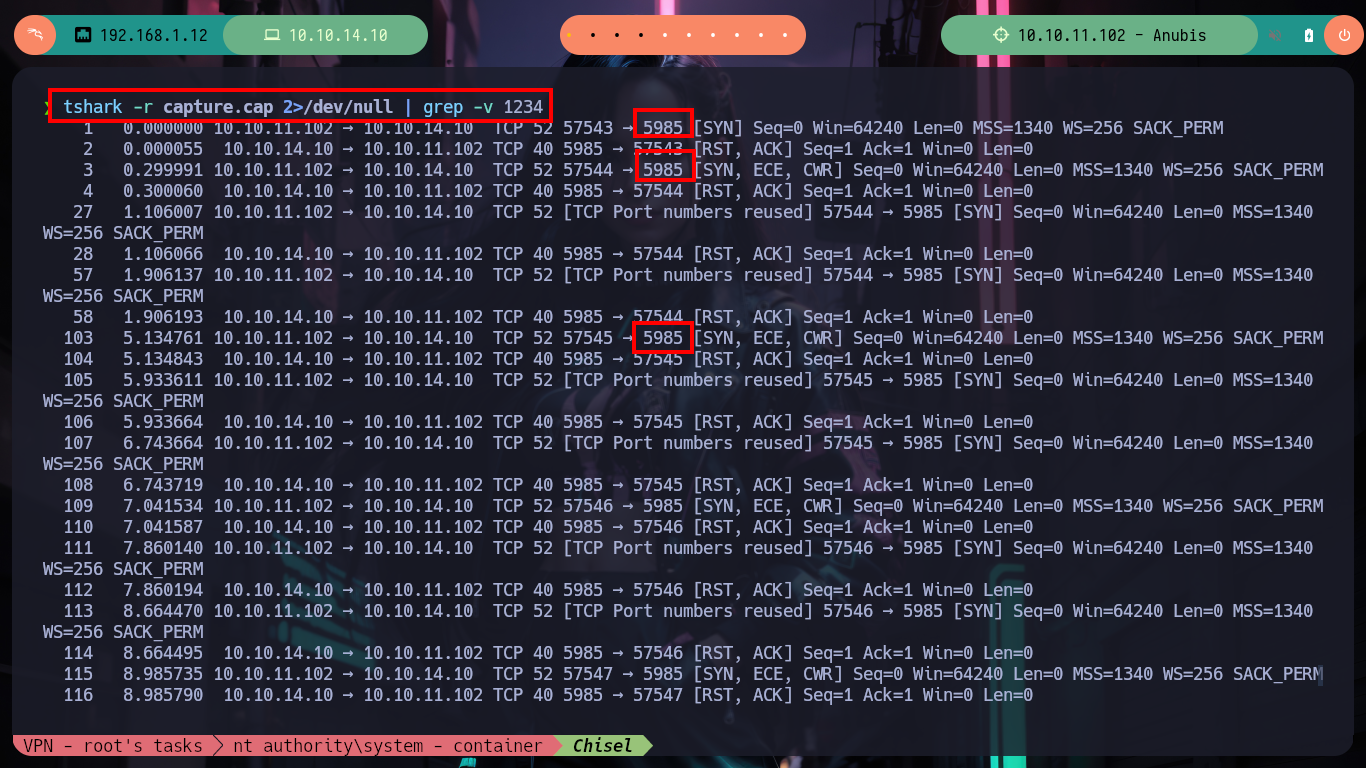 192.168.1.12 10.10.14.10 10.10.11.102 - Anubis
tshark -r capture.cap 2>/dev/null | grep -v 1234
1 0.000000 10.10.11.102 → 10.10.14.10 TCP 52 57543 → 5985 [SYN] Seq=0 Win=64240 Len=0 MSS=1340 WS=256 SACK_PERM
2 0.000055 10.10.14.10 → 10.10.11.102 TCP 40 5985 → 57543 [RST, ACK] Seq=1 Ack=1 Win=0 Len=0
3 0.299991 10.10.11.102 → 10.10.14.10 TCP 52 57544 → 5985 [SYN, ECE, CWR] Seq=0 Win=64240 Len=0 MSS=1340 WS=256 SACK_PERM
4 0.300060 10.10.14.10 → 10.10.11.102 TCP 40 5985 → 57544 [RST, ACK] Seq=1 Ack=1 Win=0 Len=0
27 1.106007 10.10.11.102 → 10.10.14.10 TCP 52 [TCP Port numbers reused] 57544 → 5985 [SYN] Seq=0 Win=64240 Len=0 MSS=1340
WS=256 SACK_PERM
28 1.106066 10.10.14.10 → 10.10.11.102 TCP 40 5985 → 57544 [RST, ACK] Seq=1 Ack=1 Win=0 Len=0
57 1.906137 10.10.11.102 → 10.10.14.10 TCP 52 [TCP Port numbers reused] 57544 → 5985 [SYN] Seq=0 Win=64240 Len=0 MSS=1340
WS=256 SACK_PERM
58 1.906193 10.10.14.10 → 10.10.11.102 TCP 40 5985 → 57544 [RST, ACK] Seq=1 Ack=1 Win=0 Len=0
103 5.134761 10.10.11.102 → 10.10.14.10 TCP 52 57545 → 5985 [SYN, ECE, CWR] Seq=0 Win=64240 Len=0 MSS=1340 WS=256 SACK_PERM
104 5.134843 10.10.14.10 → 10.10.11.102 TCP 40 5985 → 57545 [RST, ACK] Seq=1 Ack=1 Win=0 Len=0
105 5.933611 10.10.11.102 → 10.10.14.10 TCP 52 [TCP Port numbers reused] 57545 → 5985 [SYN] Seq=0 Win=64240 Len=0 MSS=1340
WS=256 SACK_PERM
106 5.933664 10.10.14.10 → 10.10.11.102 TCP 40 5985 → 57545 [RST, ACK] Seq=1 Ack=1 Win=0 Len=0
107 6.743664 10.10.11.102 → 10.10.14.10 TCP 52 [TCP Port numbers reused] 57545 → 5985 [SYN] Seq=0 Win=64240 Len=0 MSS=1340
WS=256 SACK_PERM
108 6.743719 10.10.14.10 → 10.10.11.102 TCP 40 5985 → 57545 [RST, ACK] Seq=1 Ack=1 Win=0 Len=0
109 7.041534 10.10.11.102 → 10.10.14.10 TCP 52 57546 → 5985 [SYN, ECE, CWR] Seq=0 Win=64240 Len=0 MSS=1340 WS=256 SACK_PERM
110 7.041587 10.10.14.10 → 10.10.11.102 TCP 40 5985 → 57546 [RST, ACK] Seq=1 Ack=1 Win=0 Len=0
111 7.860140 10.10.11.102 → 10.10.14.10 TCP 52 [TCP Port numbers reused] 57546 → 5985 [SYN] Seq=0 Win=64240 Len=0 MSS=1340
WS=256 SACK_PERM
112 7.860194 10.10.14.10 → 10.10.11.102 TCP 40 5985 → 57546 [RST, ACK] Seq=1 Ack=1 Win=0 Len=0
113 8.664470 10.10.11.102 → 10.10.14.10 TCP 52 [TCP Port numbers reused] 57546 → 5985 [SYN] Seq=0 Win=64240 Len=0 MSS=1340
WS=256 SACK_PERM
114 8.664495 10.10.14.10 → 10.10.11.102 TCP 40 5985 → 57546 [RST, ACK] Seq=1 Ack=1 Win=0 Len=0
115 8.985735 10.10.11.102 → 10.10.14.10 TCP 52 57547 → 5985 [SYN, ECE, CWR] Seq=0 Win=64240 Len=0 MSS=1340 WS=256 SACK_PERM
116 8.985790 10.10.14.10 → 10.10.11.102 TCP 40 5985 → 57547 [RST, ACK] Seq=1 Ack=1 Win=0 Len=0
VPN - root's tasks nt authority\system - container Chisel